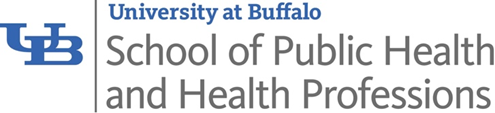 UB
University at Buffalo
School of Public Health
and Health Professions